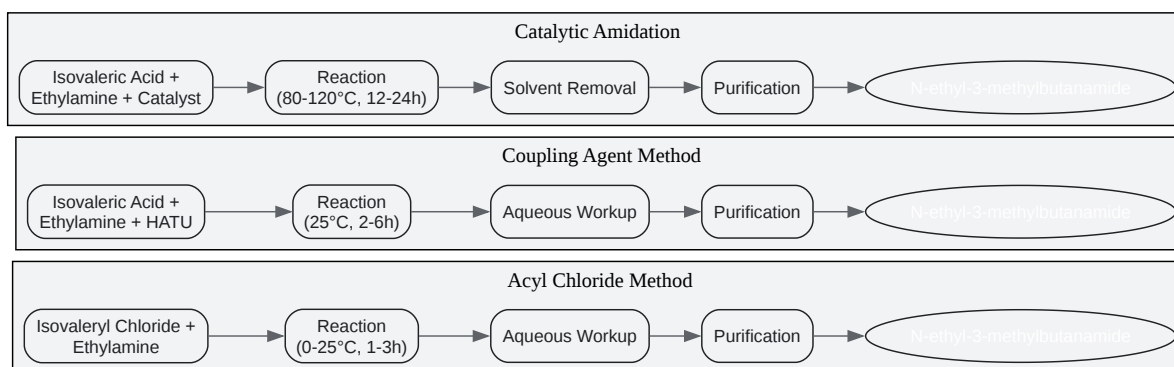 Catalytic Amidation
Isovaleric Acid +
Ethylamine + Catalyst
Reaction
(80-120°C, 12-24h)
Solvent Removal
Purification
N-ethyl-3-methylbutanamide
Coupling Agent Method
Isovaleric Acid +
Ethylamine + HATU
Reaction
(25°C, 2-6h)
Aqueous Workup
Purification
N-ethyl-3-methylbutanamide
Acyl Chloride Method
Isovaleryl Chloride +
Ethylamine
Reaction
(0-25°C, 1-3h)
Aqueous Workup
Purification
N-ethyl-3-methylbutanamide